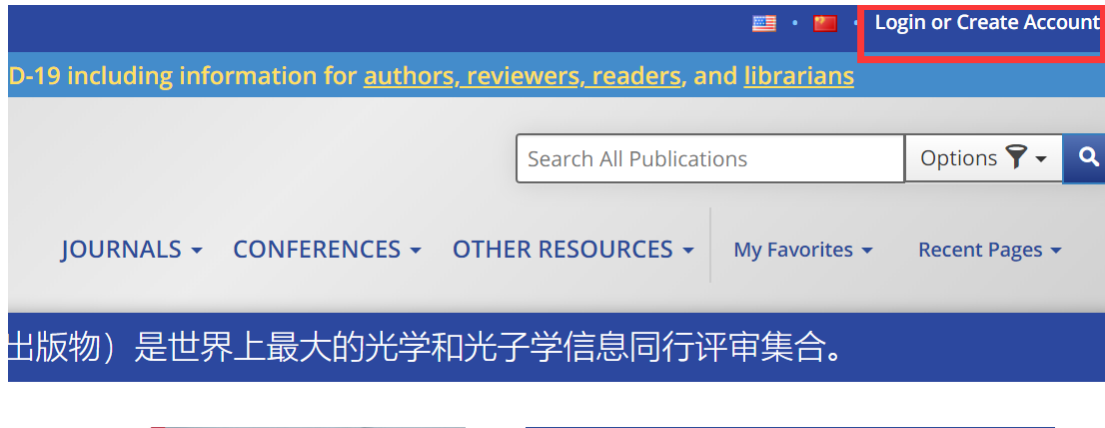 Login or Create Account
D-19 including information for authors, reviewers, readers, and librarians
Search All Publications
Options
JOURNALS CONFERENCES OTHER RESOURCES My Favorites Recent Pages
出版物）是世界上最大的光学和光子学信息同行评审集合。